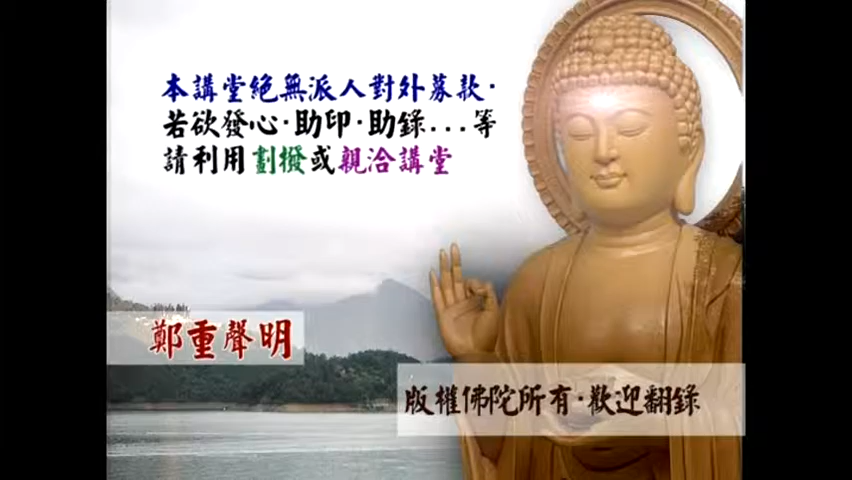 本講堂絕無派人對外募款·
若欲發心·助印·助錄...等
請利用劃撥或親洽講堂
鄭重聲明
版權佛陀所有·歡迎翻錄